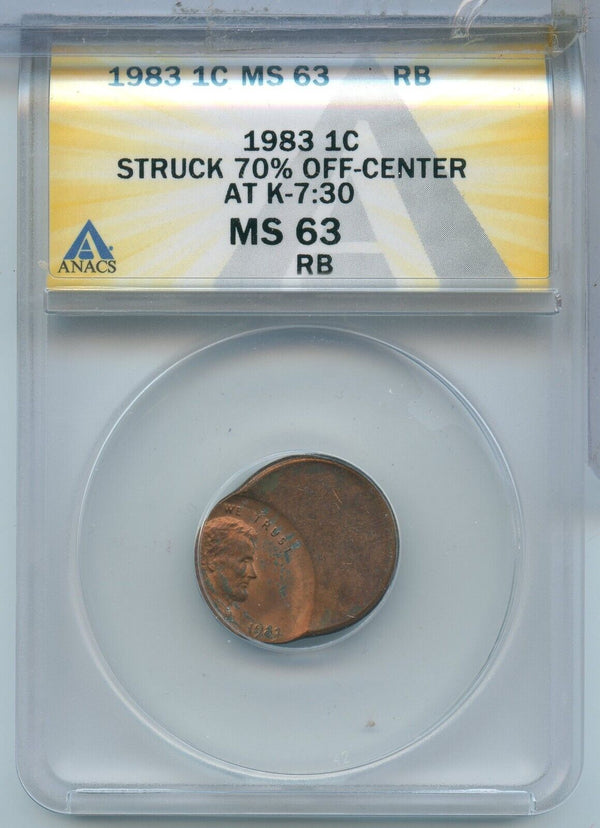 1983 1C MS 63 RB
1983 1C
STRUCK 70% OFF-CENTER
AT K-7:30
MS 63
RB
ANACS
WE TRUST
1983